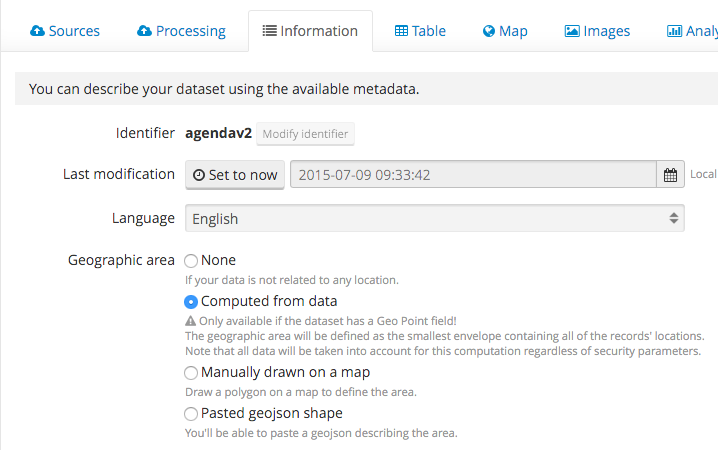 Sources Processing Information Table Map Images Analy
You can describe your dataset using the available metadata.
Identifier agendav2 Modify identifier
Last modification Set to now 2015-07-09 09:33:42 Local
Language English
Geographic area None
If your data is not related to any location.
Computed from data
Only available if the dataset has a Geo Point field!
The geographic area will be defined as the smallest envelope containing all of the records' locations.
Note that all data will be taken into account for this computation regardless of security parameters.
Manually drawn on a map
Draw a polygon on a map to define the area.
Pasted geojson shape
You'll be able to paste a geojson describing the area.